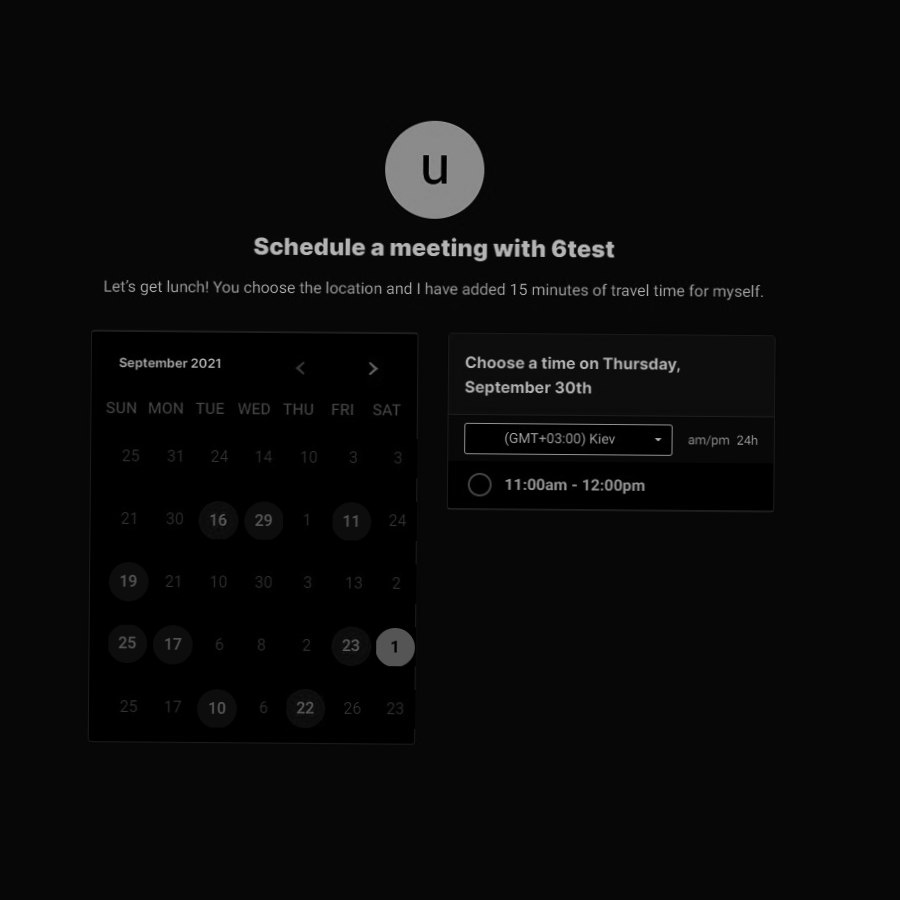 u
Schedule a meeting with 6test
Let's get lunch! You choose the location and I have added 15 minutes of travel time for myself.
September 2021
SUN MON TUE WED THU FRI SAT
25 31 24 14 10 3 3
21 30 16 29 1 11 24
19 21 10 30 3 13 2
25 17 6 8 2 23 1
25 17 10 6 22 26 23
Choose a time on Thursday,
September 30th
(GMT+03:00) Kiev am/pm 24h
11:00am - 12:00pm